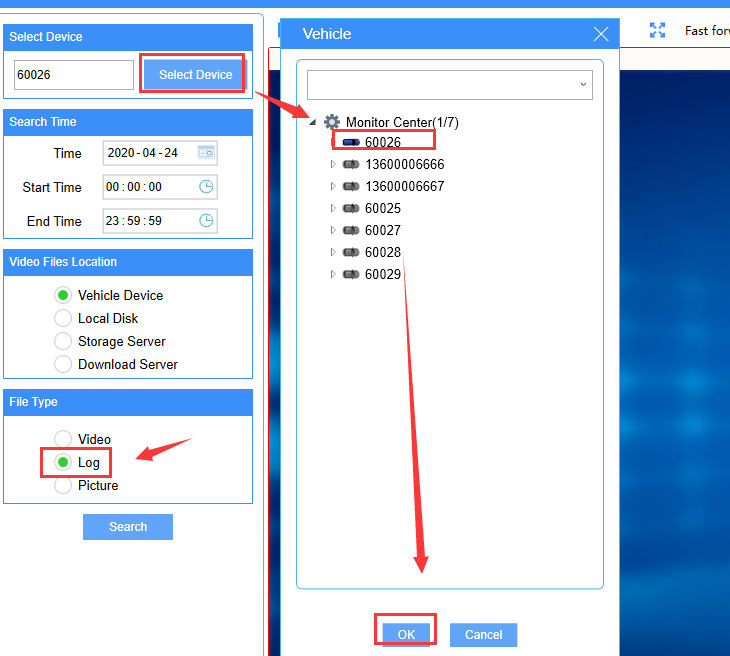 Select Device
60026
Select Device
Search Time
Time
2020-04-24
Start Time
00:00:00
End Time
23:59:59
Video Files Location
Vehicle Device
Local Disk
Storage Server
Download Server
File Type
Video
Log
Picture
Search
Vehicle
Monitor Center(1/7)
60026
13600006666
13600006667
60025
60027
60028
60029
OK
Cancel
Fast forw